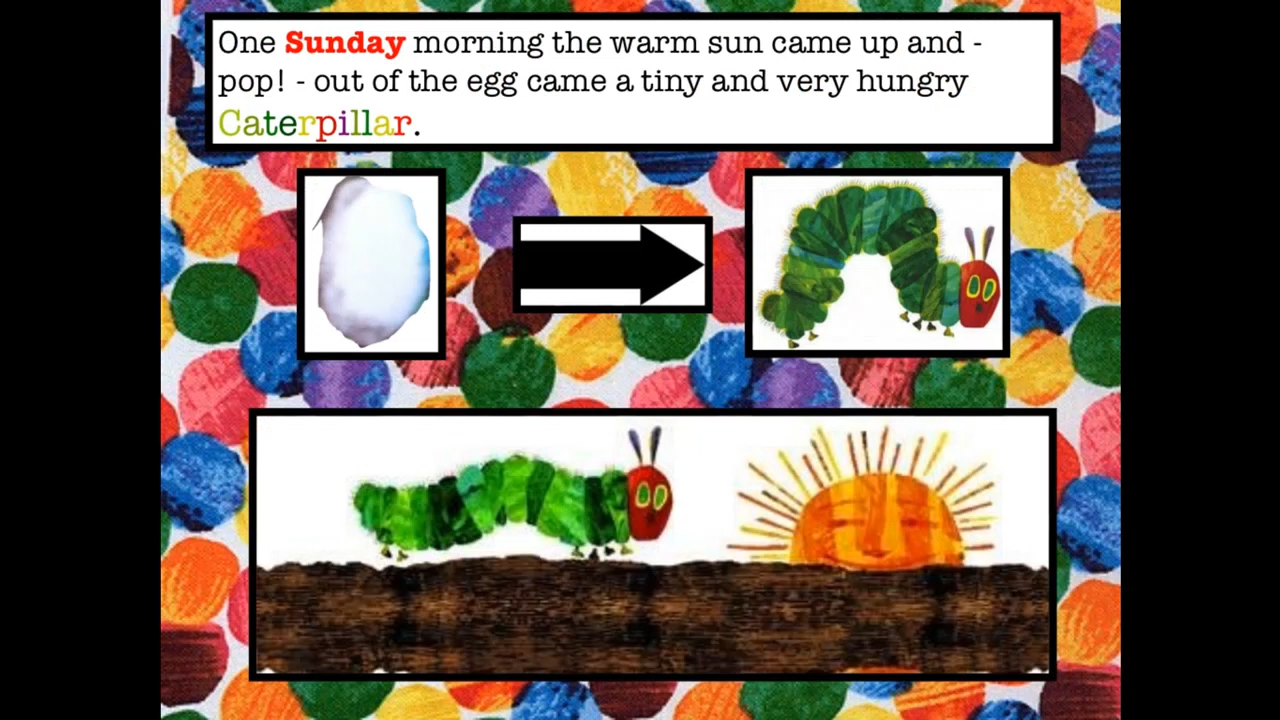 One Sunday morning the warm sun came up and -
pop! - out of the egg came a tiny and very hungry
Caterpillar.